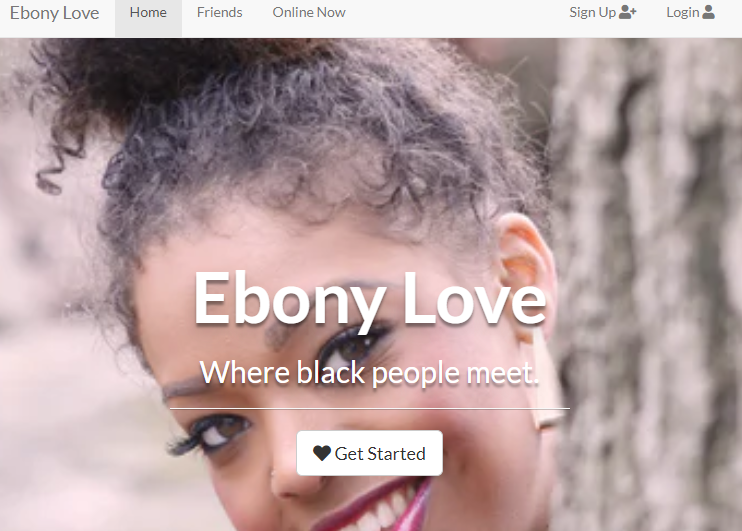 Ebony Love Home Friends Online Now Sign Up Login
Ebony Love
Where black people meet.
Get Started